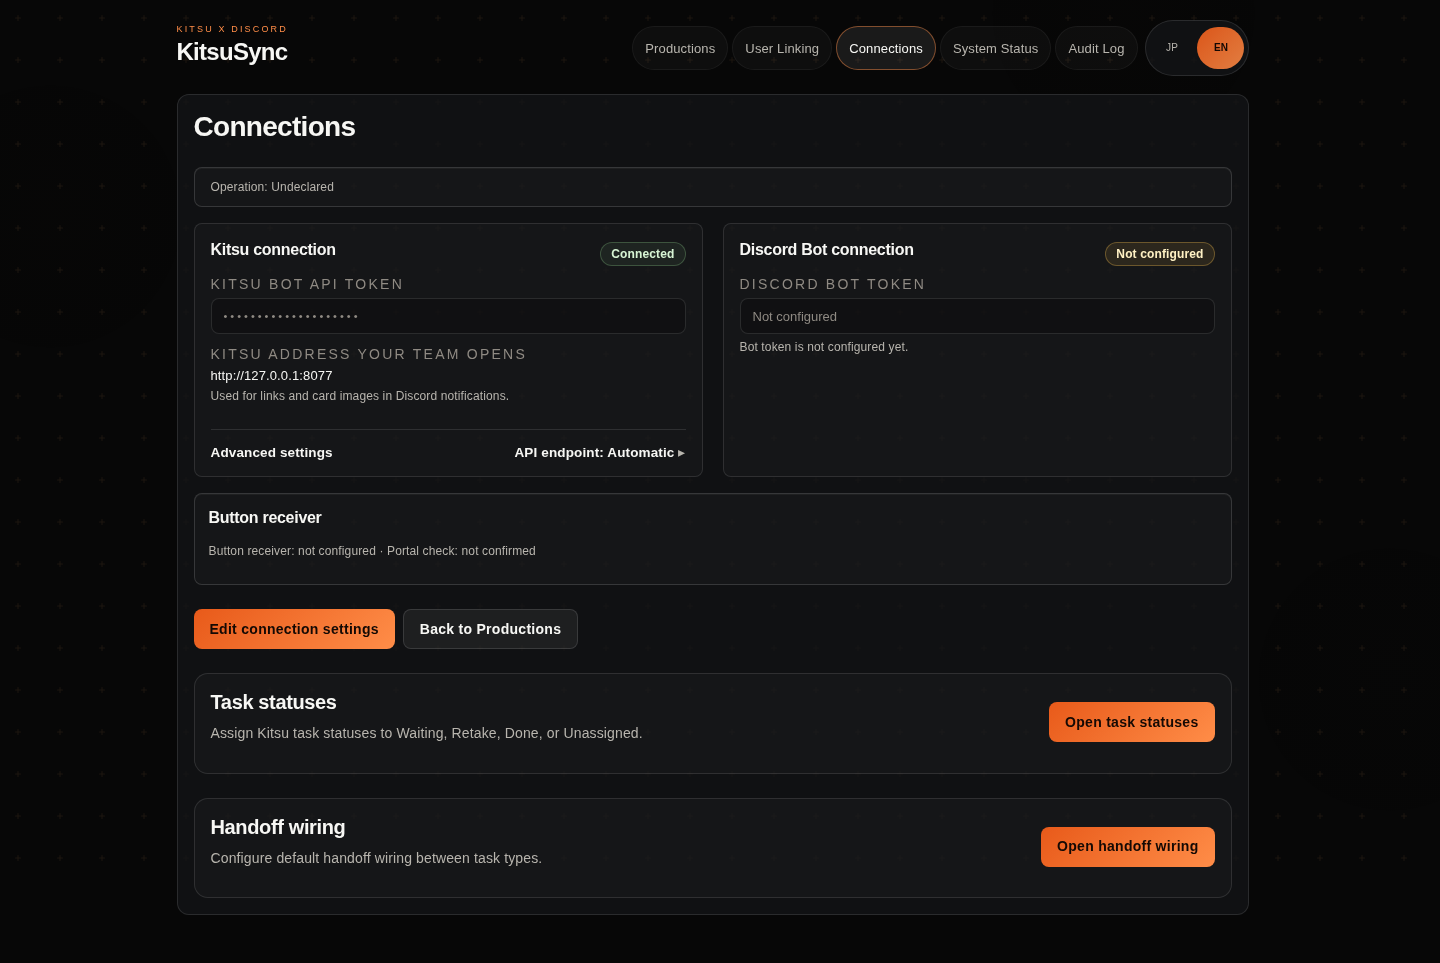 KITSU X DISCORD
KitsuSync
Productions
User Linking
Connections
System Status
Audit Log
JP
EN
Connections
Operation: Undeclared
Kitsu connection
Connected
KITSU BOT API TOKEN
••••••••••••••••••••
KITSU ADDRESS YOUR TEAM OPENS
http://127.0.0.1:8077
Used for links and card images in Discord notifications.
Advanced settings
API endpoint: Automatic ▸
Discord Bot connection
Not configured
DISCORD BOT TOKEN
Not configured
Bot token is not configured yet.
Button receiver
Button receiver: not configured · Portal check: not confirmed
Edit connection settings
Back to Productions
Task statuses
Assign Kitsu task statuses to Waiting, Retake, Done, or Unassigned.
Open task statuses
Handoff wiring
Configure default handoff wiring between task types.
Open handoff wiring